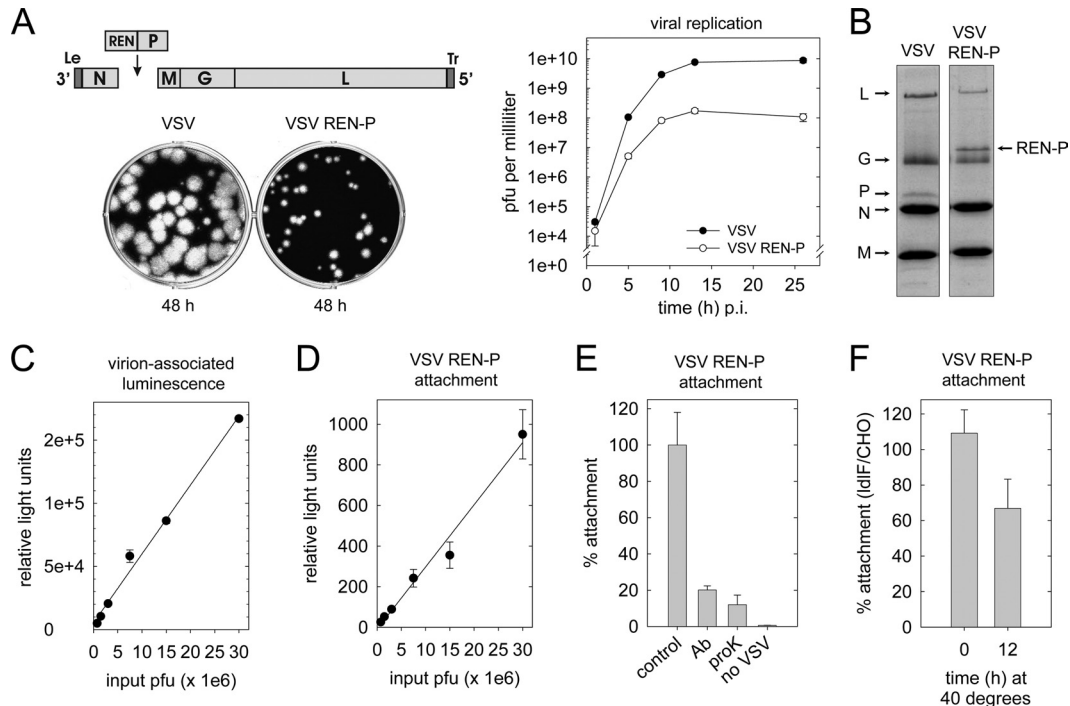 A
REN P
Le Tr
3' N M G L 5'
VSV VSV REN-P
48 h 48 h
viral replication
pfu per milliliter
1e+10
1e+9
1e+8
1e+7
1e+6
1e+5
1e+4
1e+0
VSV
VSV REN-P
0 5 10 15 20 25
time (h) p.i.
B
VSV VSV REN-P
L
G
P
N
M
REN-P
C
virion-associated
luminescence
relative light units
2e+5
1e+5
5e+4
0
0 5 10 15 20 25 30
input pfu (x 1e6)
D
VSV REN-P
attachment
relative light units
1000
800
600
400
200
0
0 5 10 15 20 25 30
input pfu (x 1e6)
E
VSV REN-P
attachment
% attachment
120
100
80
60
40
20
0
control Ab proK no VSV
F
VSV REN-P
attachment
% attachment (ldlF/CHO)
120
100
80
60
40
20
0
0 12
time (h) at
40 degrees